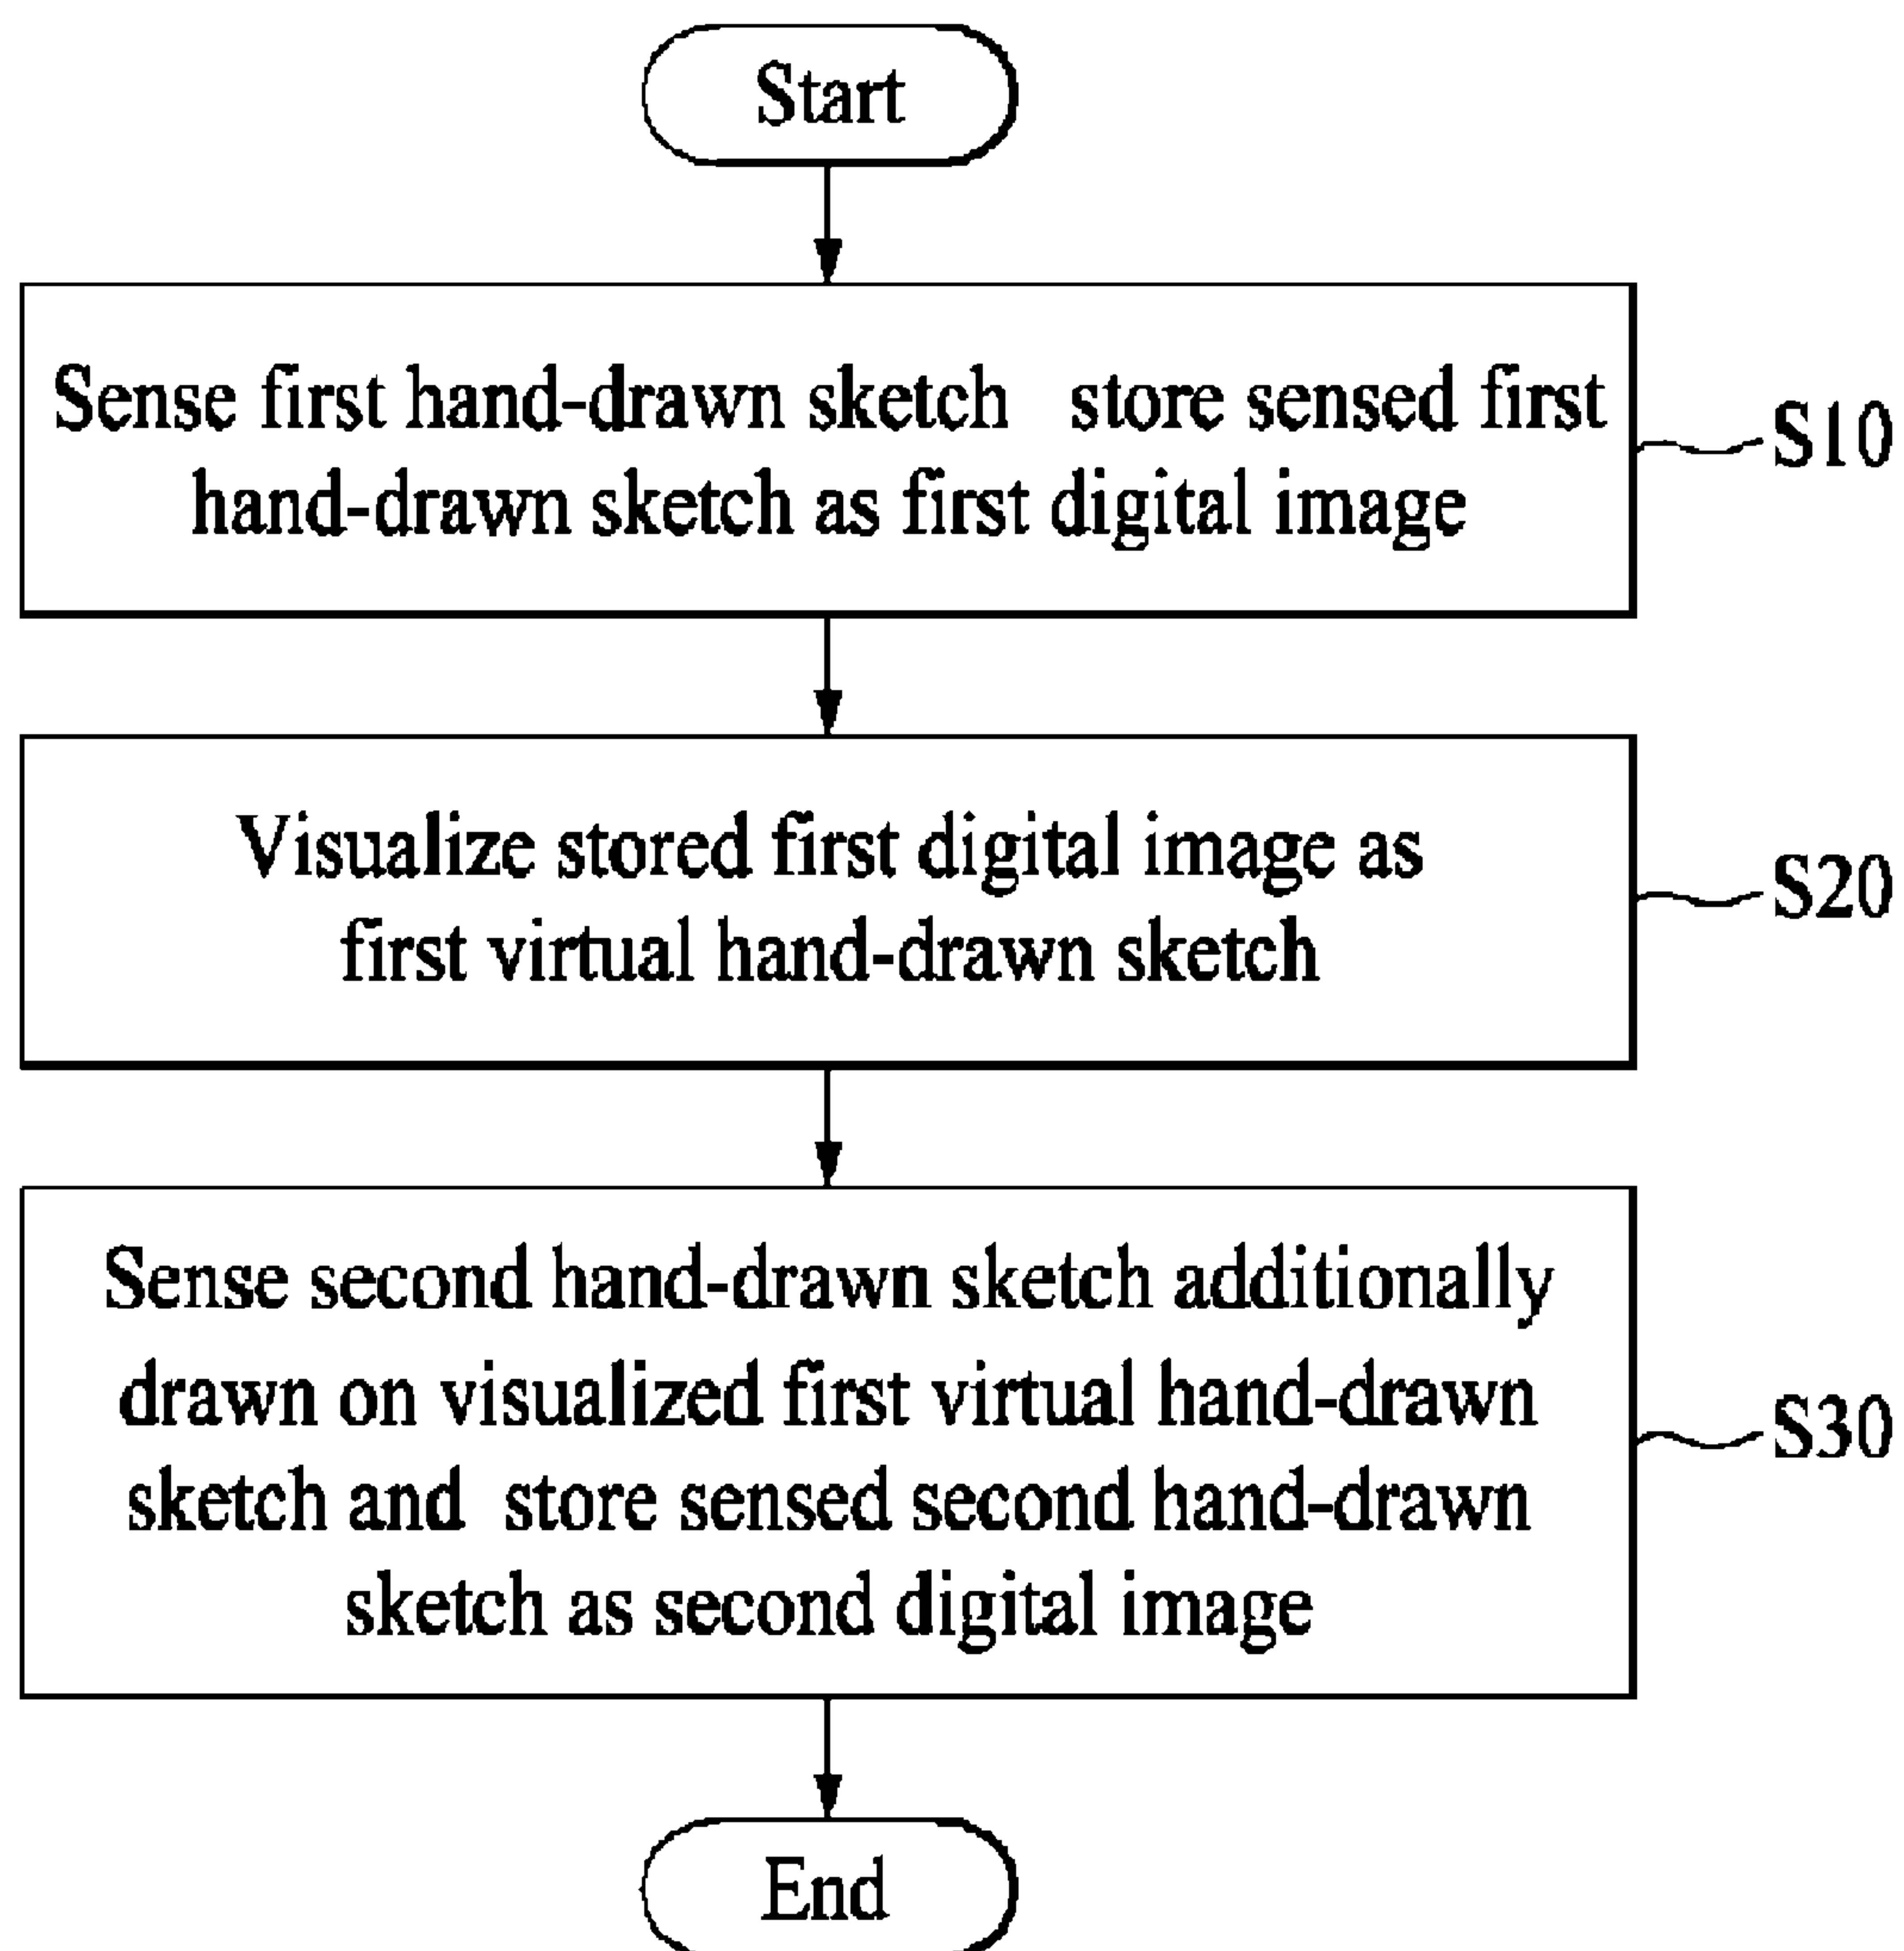 Start
Sense first hand-drawn sketch store sensed first
hand-drawn sketch as first digital image
S10
Visualize stored first digital image as
first virtual hand-drawn sketch
S20
Sense second hand-drawn sketch additionally
drawn on visualized first virtual hand-drawn
sketch and store sensed second hand-drawn
sketch as second digital image
S30
End